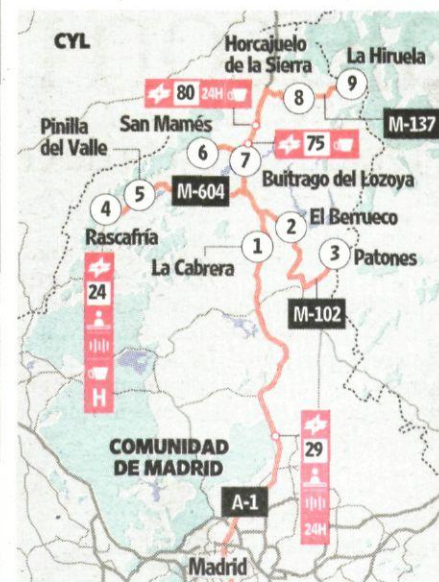 CYL
Horcajuelo
de la Sierra
La Hiruela
80 24H
9
8
M-137
Pinilla
del Valle
San Mamés
6
7
75
5
M-604
Buitrago del Lozoya
4
2
El Berrueco
Rascafría
1
3
Patones
La Cabrera
24
M-102
H
COMUNIDAD
DE MADRID
29
A-1
24H
Madrid